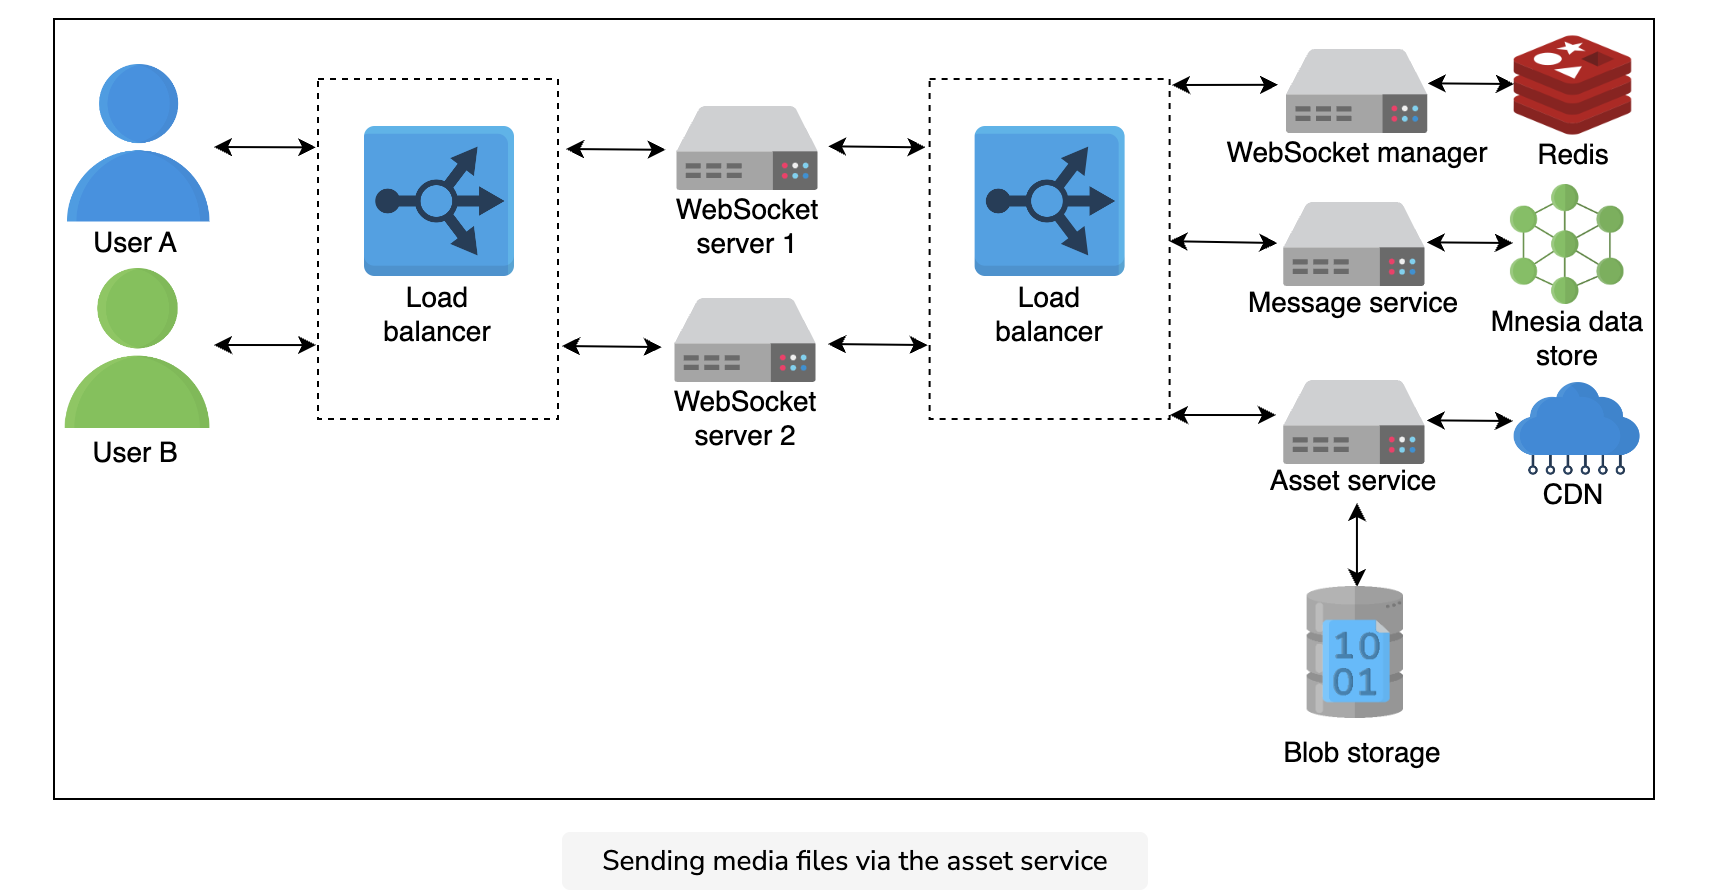 User A
User B
Load
balancer
WebSocket
server 1
WebSocket
server 2
Load
balancer
WebSocket manager
Redis
Message service
Mnesia data
store
Asset service
CDN
10
01
Blob storage
Sending media files via the asset service